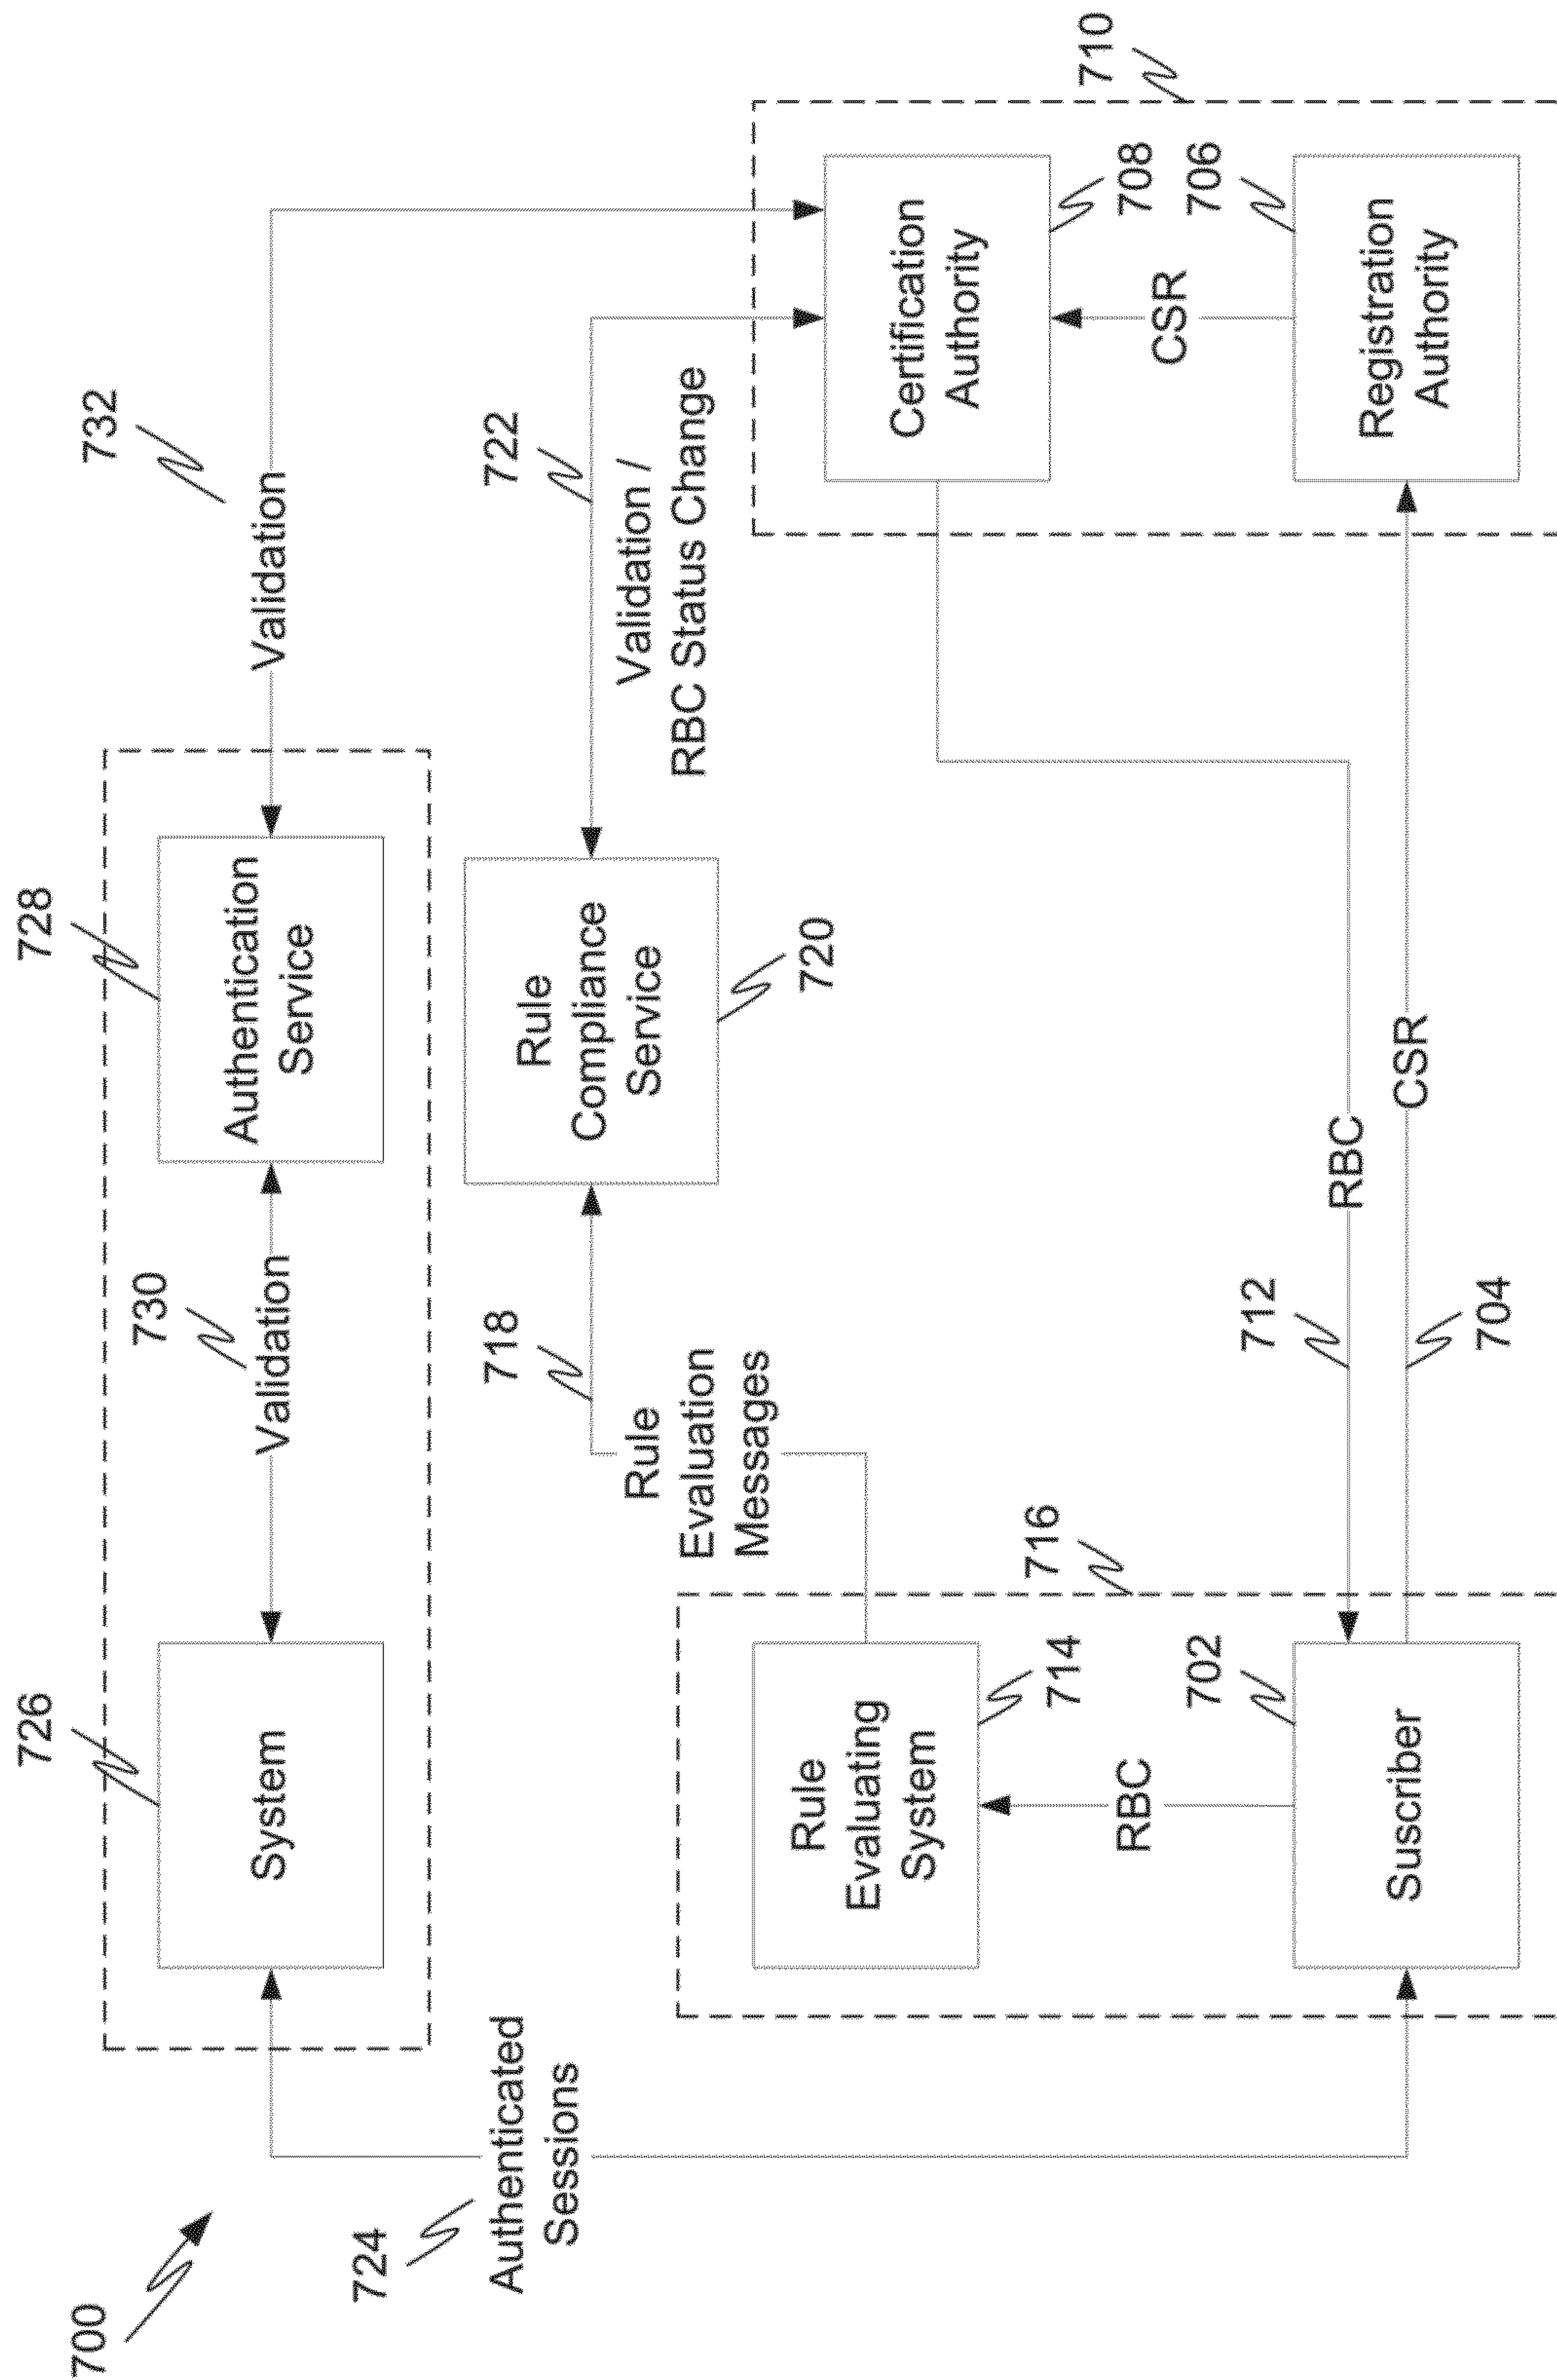 700
724
Authenticated
Sessions
726
System
730
Validation
728
Authentication
Service
Validation
732
718
Rule
Evaluation
Messages
Rule
Compliance
Service
720
722
Validation /
RBC Status Change
716
Rule
Evaluating
System
714
RBC
Suscriber
702
712
RBC
704
CSR
710
Certification
Authority
708
CSR
706
Registration
Authority